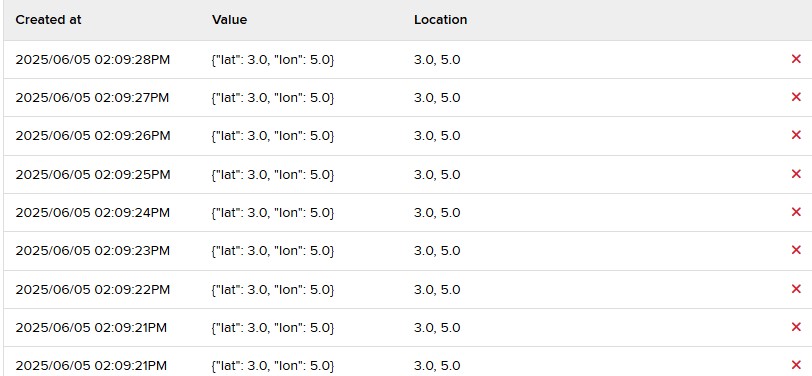 Created at Value Location
2025/06/05 02:09:28PM {"lat": 3.0, "lon": 5.0} 3.0, 5.0
2025/06/05 02:09:27PM {"lat": 3.0, "lon": 5.0} 3.0, 5.0
2025/06/05 02:09:26PM {"lat": 3.0, "lon": 5.0} 3.0, 5.0
2025/06/05 02:09:25PM {"lat": 3.0, "lon": 5.0} 3.0, 5.0
2025/06/05 02:09:24PM {"lat": 3.0, "lon": 5.0} 3.0, 5.0
2025/06/05 02:09:23PM {"lat": 3.0, "lon": 5.0} 3.0, 5.0
2025/06/05 02:09:22PM {"lat": 3.0, "lon": 5.0} 3.0, 5.0
2025/06/05 02:09:21PM {"lat": 3.0, "lon": 5.0} 3.0, 5.0
2025/06/05 02:09:21PM {"lat": 3.0, "lon": 5.0} 3.0, 5.0